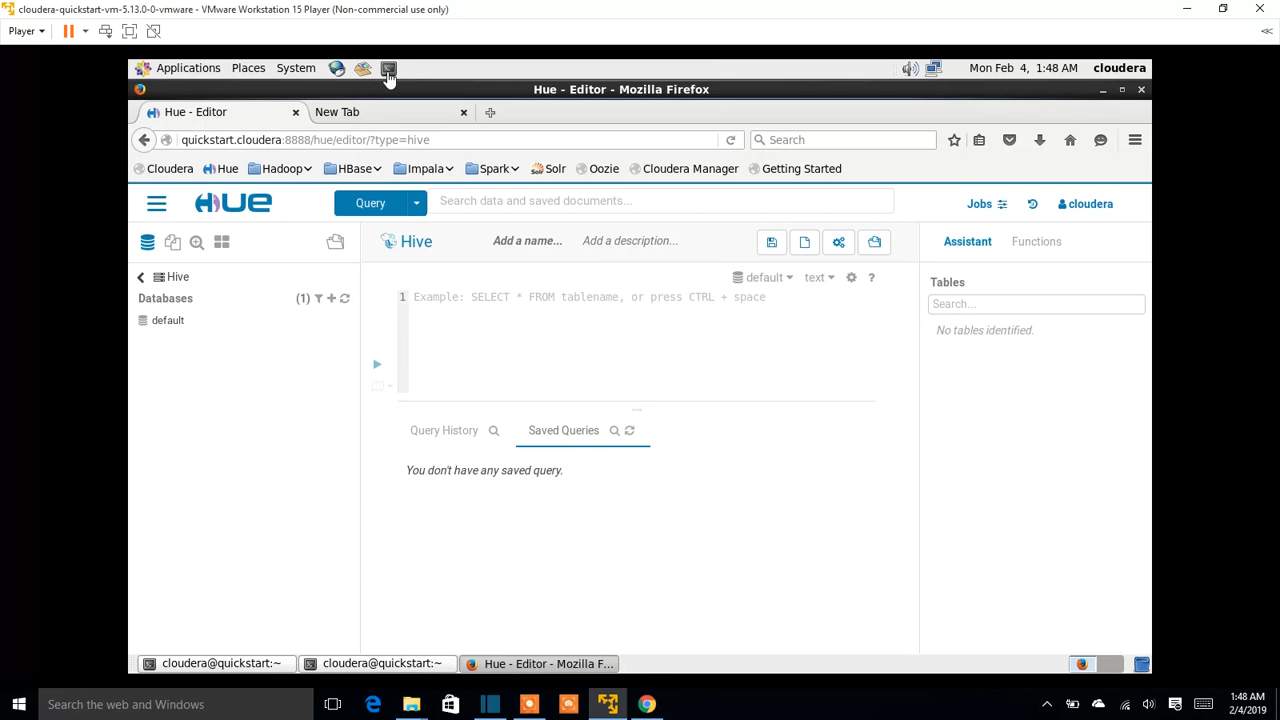 cloudera-quickstart-vm-5.13.0-0-vmware - VMware Workstation 15 Player (Non-commercial use only)
Player
Applications Places System Mon Feb 4, 1:48 AM cloudera
Hue - Editor - Mozilla Firefox
Hue - Editor New Tab
quickstart.cloudera:8888/hue/editor/?type=hive Search
Cloudera Hue Hadoop HBase Impala Spark Solr Oozie Cloudera Manager Getting Started
HUE Query Search data and saved documents... Jobs cloudera
Hive Add a name... Add a description... Assistant Functions
Hive default text ?
Tables
Databases (1)
1 Example: SELECT * FROM tablename, or press CTRL + space
Search...
default
No tables identified.
Query History Saved Queries
You don't have any saved query.
cloudera@quickstart:~ cloudera@quickstart:~ Hue - Editor - Mozilla F...
Search the web and Windows
1:48 AM
2/4/2019